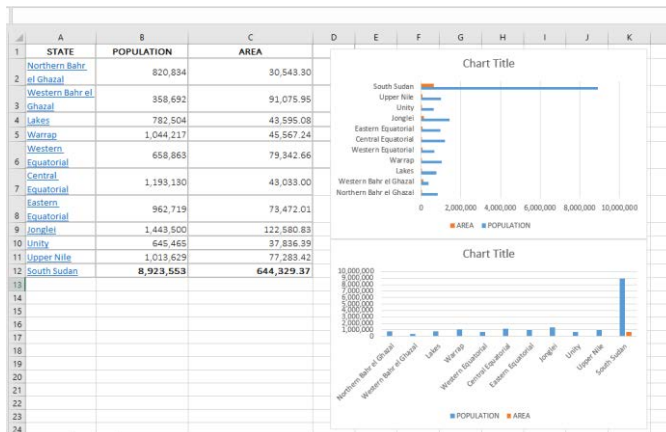 A B C D E F G H I J K
1 STATE POPULATION AREA
Northern Bahr
2 el Ghazal 820,834 30,543.30
Western Bahr el
3 Ghazal 358,692 91,075.95
4 Lakes 782,504 43,595.08
5 Warrap 1,044,217 45,567.24
Western
6 Equatorial 658,863 79,342.66
Central
7 Equatorial 1,193,130 43,033.00
Eastern
8 Equatorial 962,719 73,472.01
9 Jonglei 1,443,500 122,580.83
10 Unity 645,465 37,836.39
11 Upper Nile 1,013,629 77,283.42
12 South Sudan 8,923,553 644,329.37
13
14
15
16
17
18
19
20
21
22
23
24
Chart Title
South Sudan
Upper Nile
Unity
Jonglei
Eastern Equatorial
Central Equatorial
Western Equatorial
Warrap
Lakes
Western Bahr el Ghazal
Northern Bahr el Ghazal
0 2,000,000 4,000,000 6,000,000 8,000,000 10,000,000
AREA POPULATION
Chart Title
10,000,000
9,000,000
8,000,000
7,000,000
6,000,000
5,000,000
4,000,000
3,000,000
2,000,000
1,000,000
0
Northern Bahr el Ghazal
Western Bahr el Ghazal
Lakes
Warrap
Western Equatorial
Central Equatorial
Eastern Equatorial
Jonglei
Unity
Upper Nile
South Sudan
POPULATION AREA